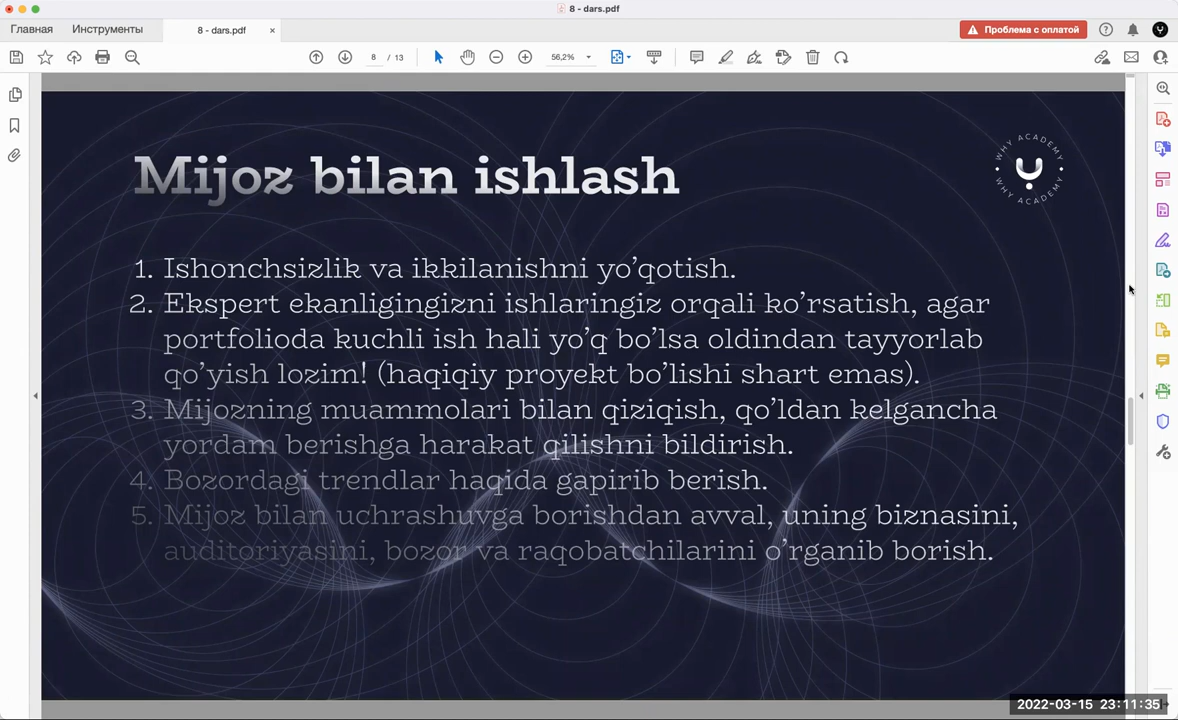 8 - dars.pdf
Главная Инструменты 8 - dars.pdf × Проблема с оплатой
8 / 13 56,2%
WHY ACADEMY
WHY ACADEMY
Mijoz bilan ishlash
1. Ishonchsizlik va ikkilanishni yo’qotish.
2. Ekspert ekanligingizni ishlaringiz orqali ko’rsatish, agar
portfolioda kuchli ish hali yo’q bo’lsa oldindan tayyorlab
qo’yish lozim! (haqiqiy proyekt bo’lishi shart emas).
3. Mijozning muammolari bilan qiziqish, qo’ldan kelgancha
yordam berishga harakat qilishni bildirish.
4. Bozordagi trendlar haqida gapirib berish.
5. Mijoz bilan uchrashuvga borishdan avval, uning biznasini,
auditoriyasini, bozor va raqobatchilarini o’rganib borish.
2022-03-15 23:11:35